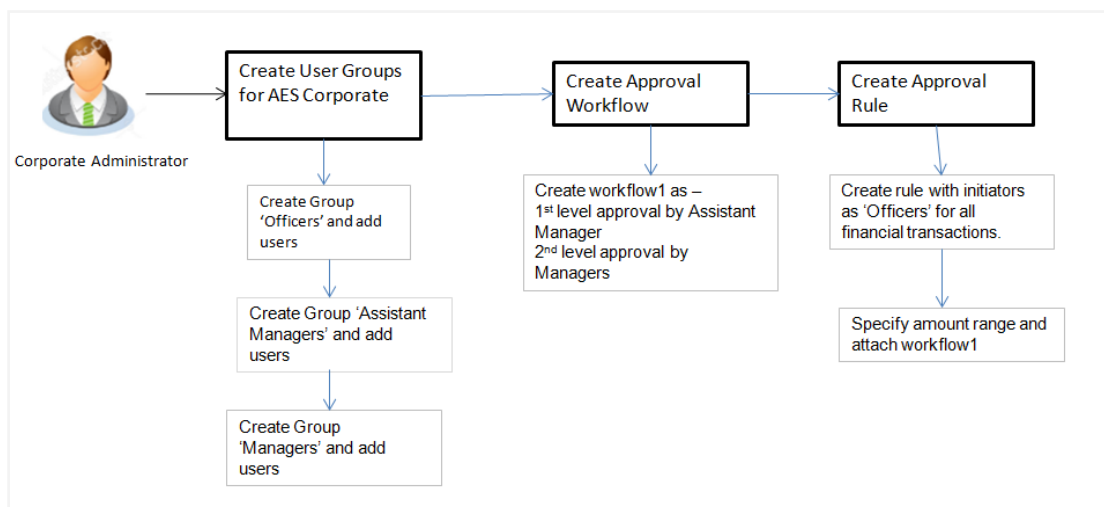 Corporate Administrator
Create User Groups
for AES Corporate
Create Group
‘Officers’ and add
users
Create Group ‘Assistant
Managers’ and add
users
Create Group
‘Managers’ and add
users
Create Approval
Workflow
Create workflow1 as –
1st level approval by Assistant
Manager
2nd level approval by
Managers
Create Approval
Rule
Create rule with initiators
as ‘Officers’ for all
financial transactions.
Specify amount range and
attach workflow1